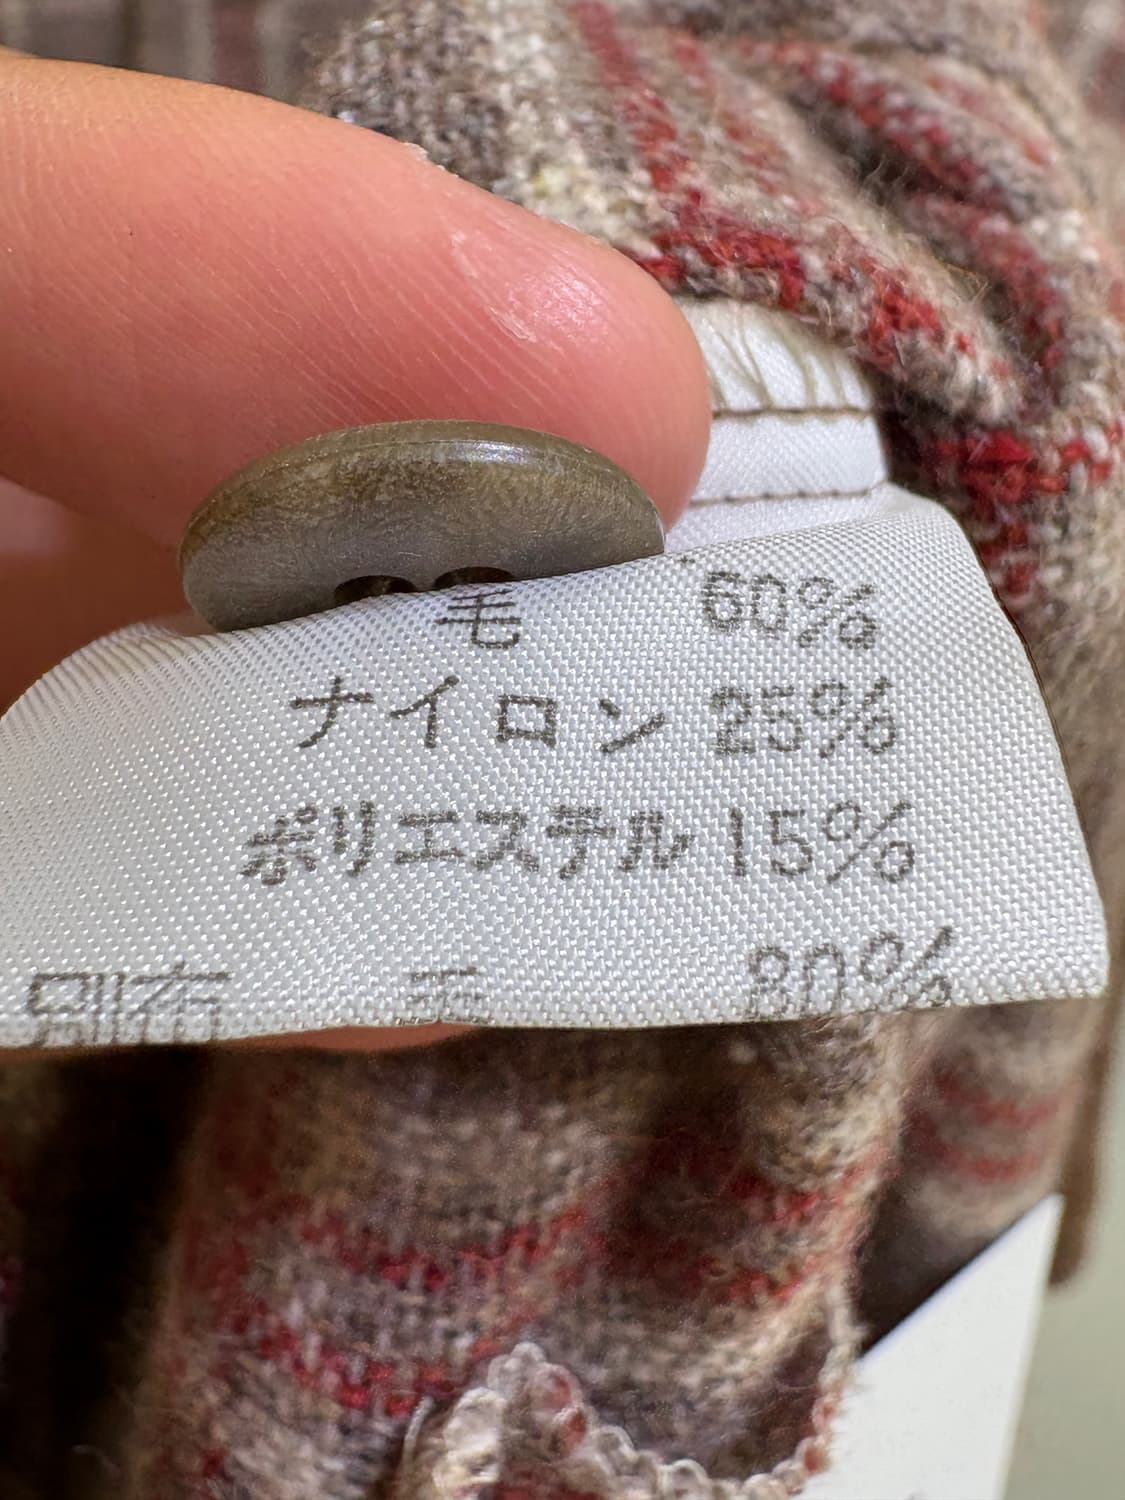 毛 60%
ナイロン 25%
ポリエステル 15%
別布 毛 80%